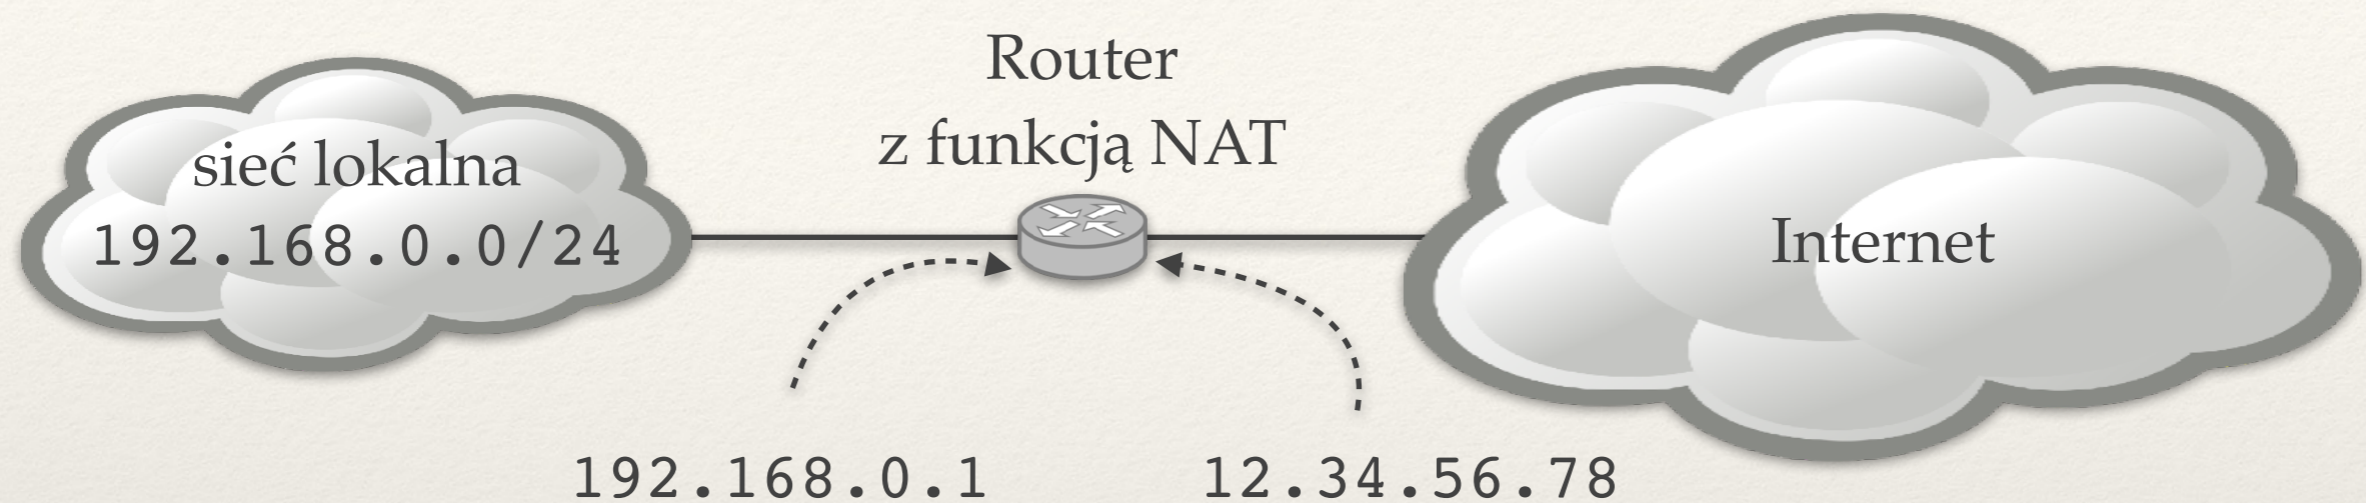 Router
z funkcją NAT
sieć lokalna
192.168.0.0/24
Internet
192.168.0.1
12.34.56.78